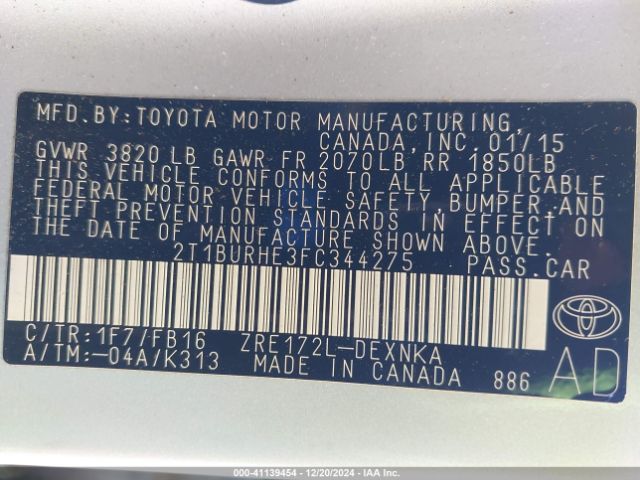 MFD.BY:TOYOTA MOTOR MANUFACTURING,
CANADA,INC. 01/15
GVWR 3820 LB GAWR FR 2070LB RR 1850LB
THIS VEHICLE CONFORMS TO ALL APPLICABLE
FEDERAL MOTOR VEHICLE SAFETY, BUMPER,AND
THEFT PREVENTION STANDARDS IN EFFECT ON
THE DATE OF MANUFACTURE SHOWN ABOVE.
2T1BURHE3FC344275 PASS.CAR
C/TR:1F7/FB16 ZRE172L-DEXNKA
A/TM:-04A/K313 MADE IN CANADA 886 AD
000-41139454 - 12/20/2024 - IAA Inc.